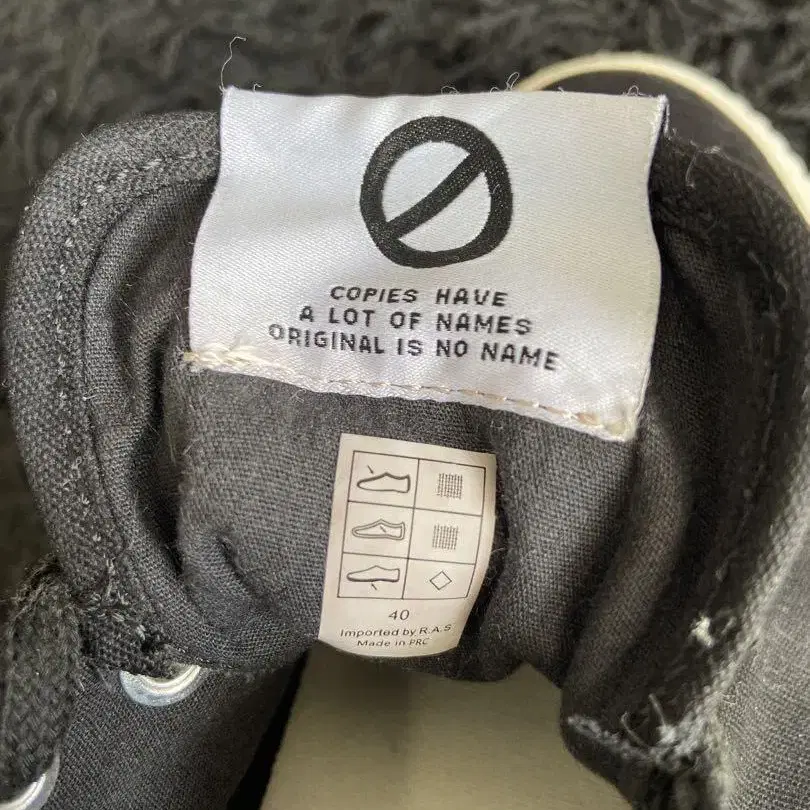 COPIES HAVE
A LOT OF NAMES
ORIGINAL IS NO NAME
40
Imported by R.A.S
Made in PRC